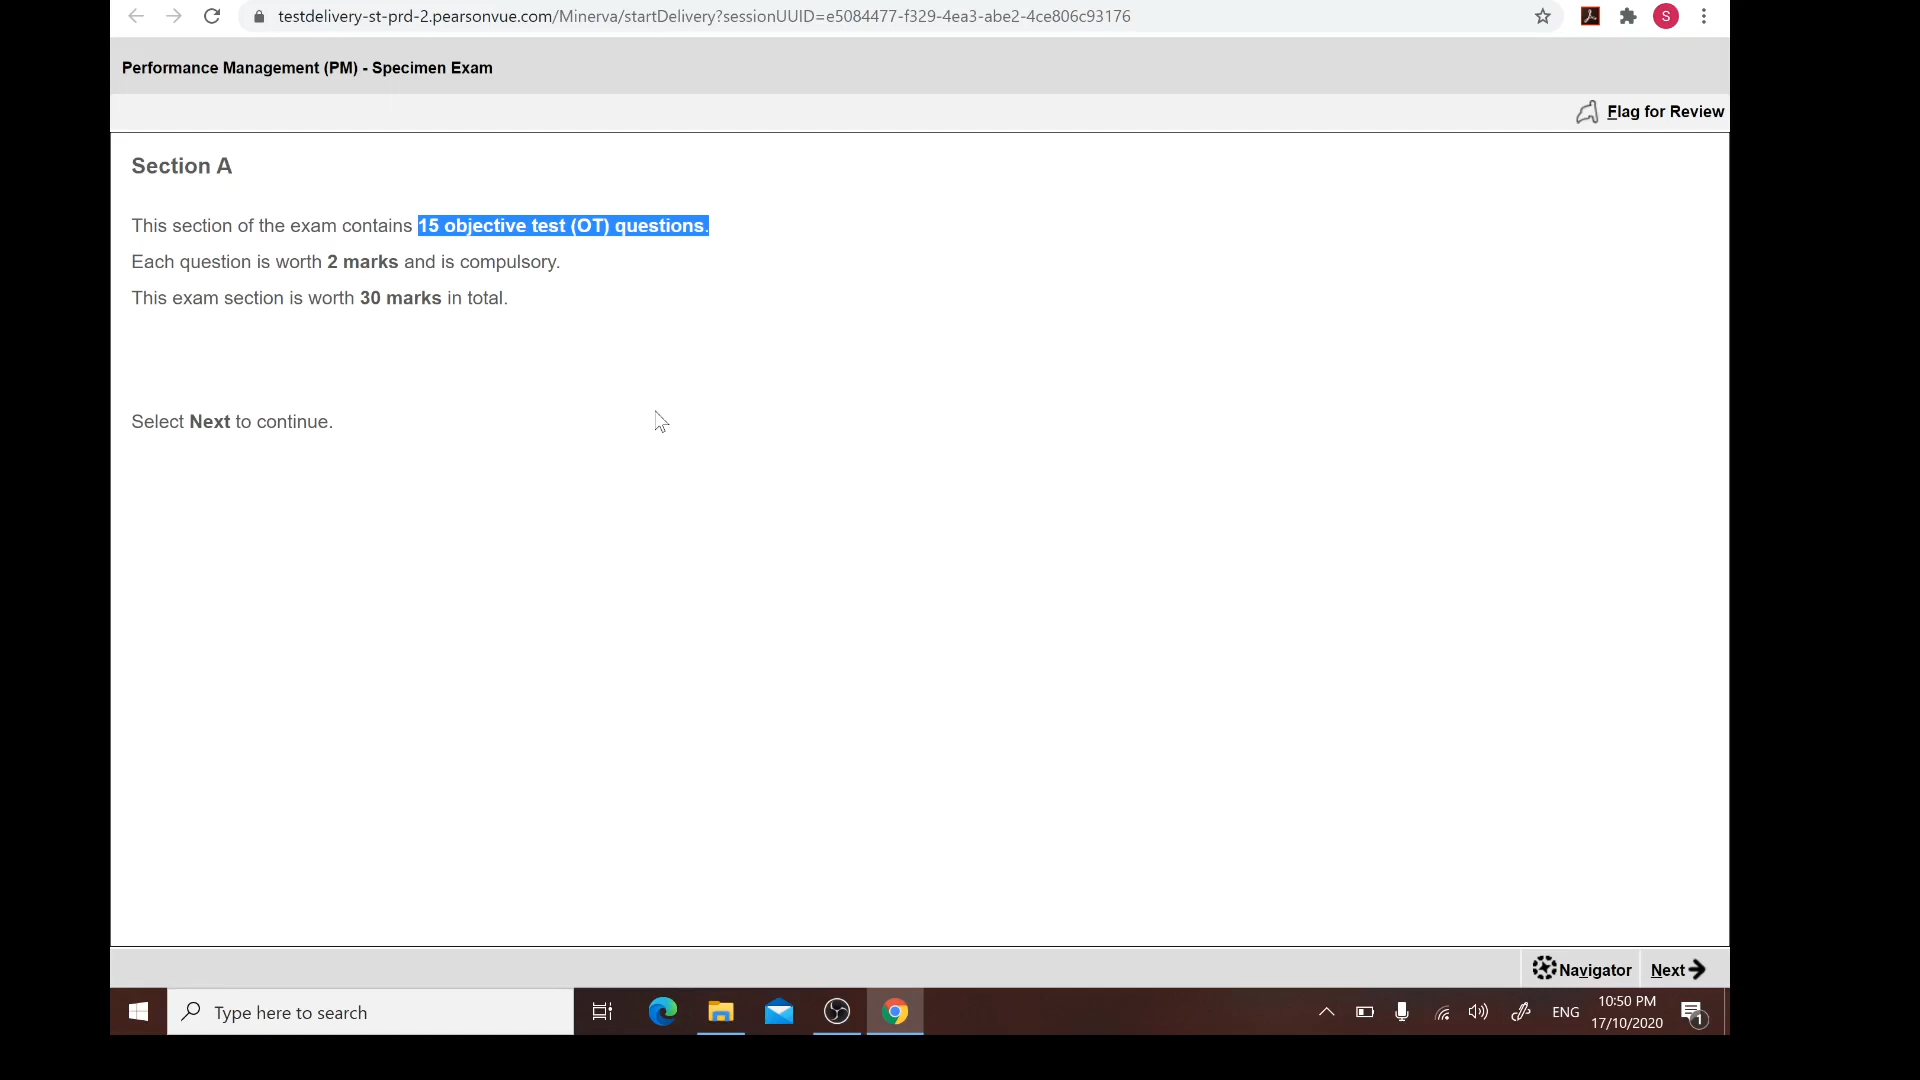 testdelivery-st-prd-2.pearsonvue.com/Minerva/startDelivery?sessionUUID=e5084477-f329-4ea3-abe2-4ce806c93176
S
Performance Management (PM) - Specimen Exam
Flag for Review
Section A
This section of the exam contains 15 objective test (OT) questions.
Each question is worth 2 marks and is compulsory.
This exam section is worth 30 marks in total.
Select Next to continue.
Navigator
Next
Type here to search
ENG
10:50 PM
17/10/2020
1